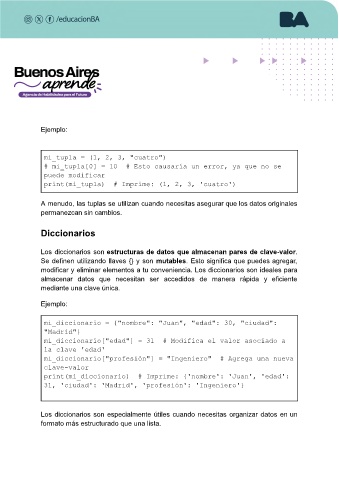 /educacionBA
BA
Buenos Aires
aprende
Agencia de Habilidades para el Futuro
Ejemplo:
mi_tupla = (1, 2, 3, "cuatro")
# mi_tupla[0] = 10  # Esto causaría un error, ya que no se
puede modificar
print(mi_tupla)  # Imprime: (1, 2, 3, 'cuatro')
A menudo, las tuplas se utilizan cuando necesitas asegurar que los datos originales
permanezcan sin cambios.
Diccionarios
Los diccionarios son estructuras de datos que almacenan pares de clave-valor.
Se definen utilizando llaves {} y son mutables. Esto significa que puedes agregar,
modificar y eliminar elementos a tu conveniencia. Los diccionarios son ideales para
almacenar datos que necesitan ser accedidos de manera rápida y eficiente
mediante una clave única.
Ejemplo:
mi_diccionario = {"nombre": "Juan", "edad": 30, "ciudad":
"Madrid"}
mi_diccionario["edad"] = 31  # Modifica el valor asociado a
la clave 'edad'
mi_diccionario["profesión"] = "Ingeniero"  # Agrega una nueva
clave-valor
print(mi_diccionario)  # Imprime: {'nombre': 'Juan', 'edad':
31, 'ciudad': 'Madrid', 'profesión': 'Ingeniero'}
Los diccionarios son especialmente útiles cuando necesitas organizar datos en un
formato más estructurado que una lista.